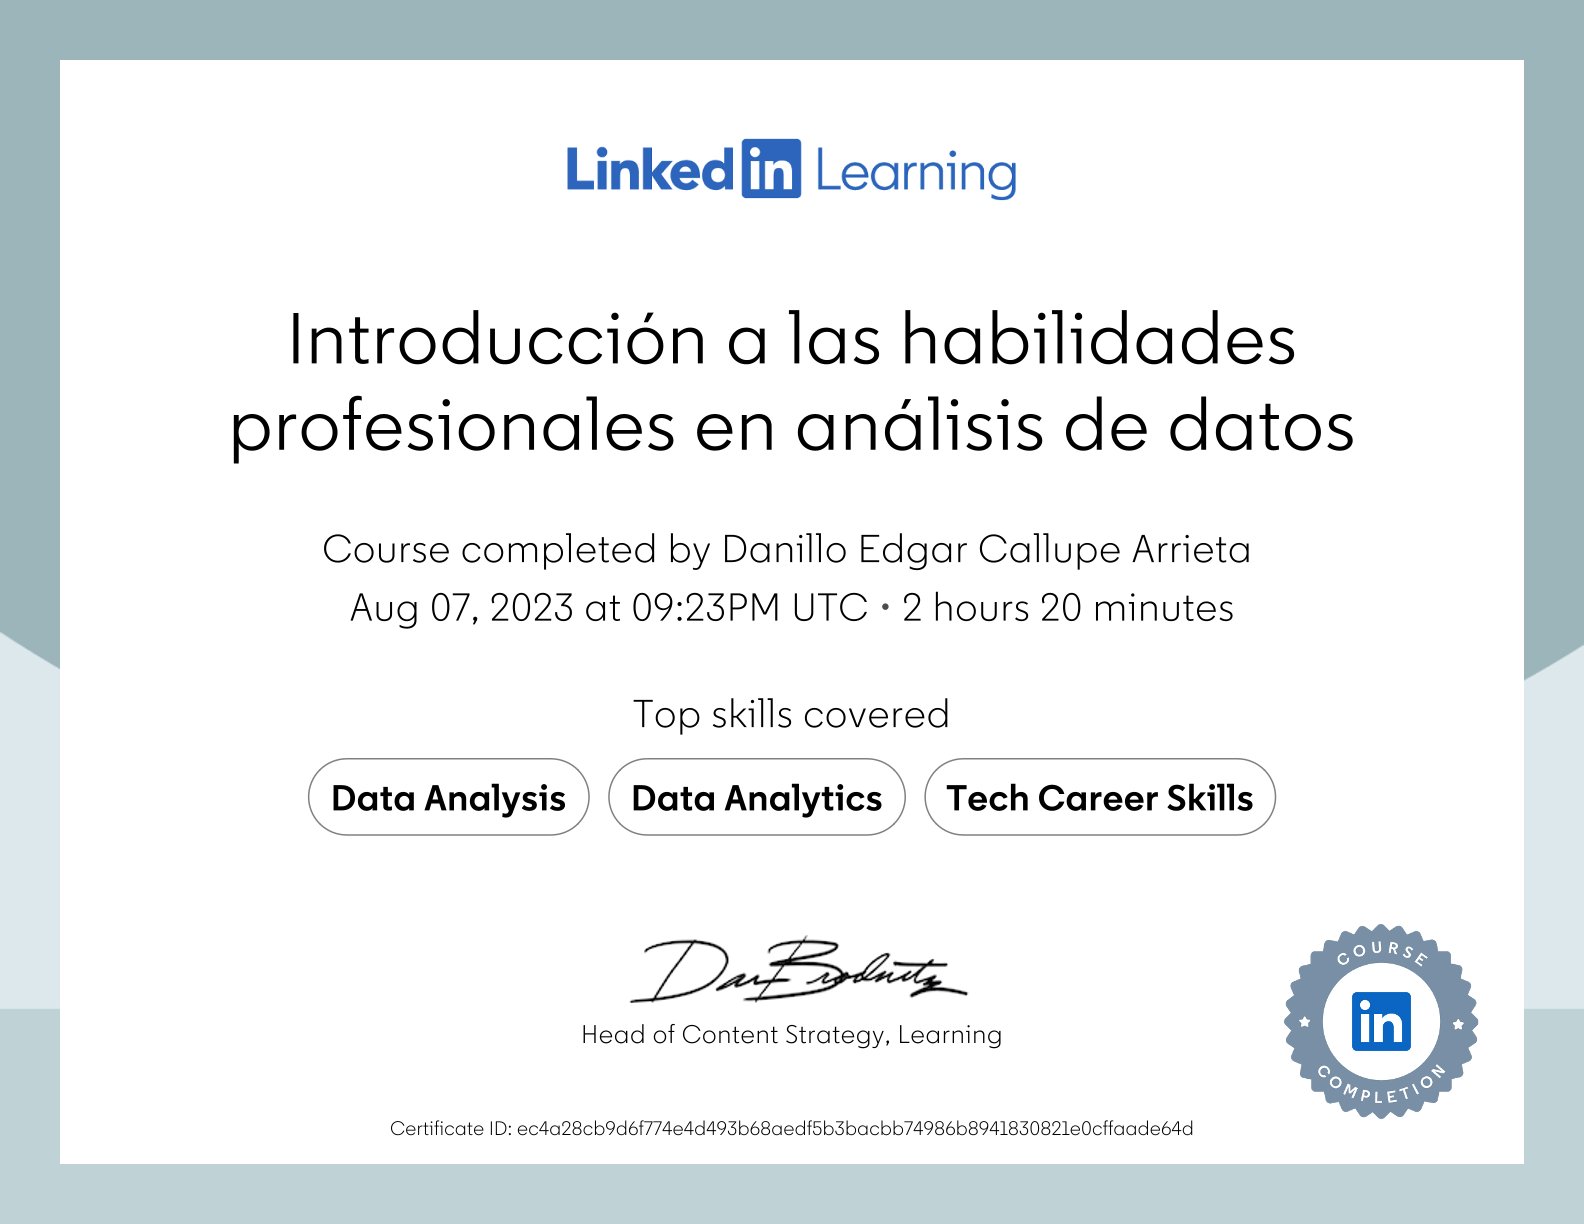 Linkedin Learning
Introducción a las habilidades
profesionales en análisis de datos
Course completed by Danillo Edgar Callupe Arrieta
Aug 07, 2023 at 09:23PM UTC • 2 hours 20 minutes
Top skills covered
Data Analysis Data Analytics Tech Career Skills
Dan Brodnitz
Head of Content Strategy, Learning
COURSE
in
COMPLETION
Certificate ID: ec4a28cb9d6f774e4d493b68aedf5b3bacbb74986b8941830821e0cffaade64d